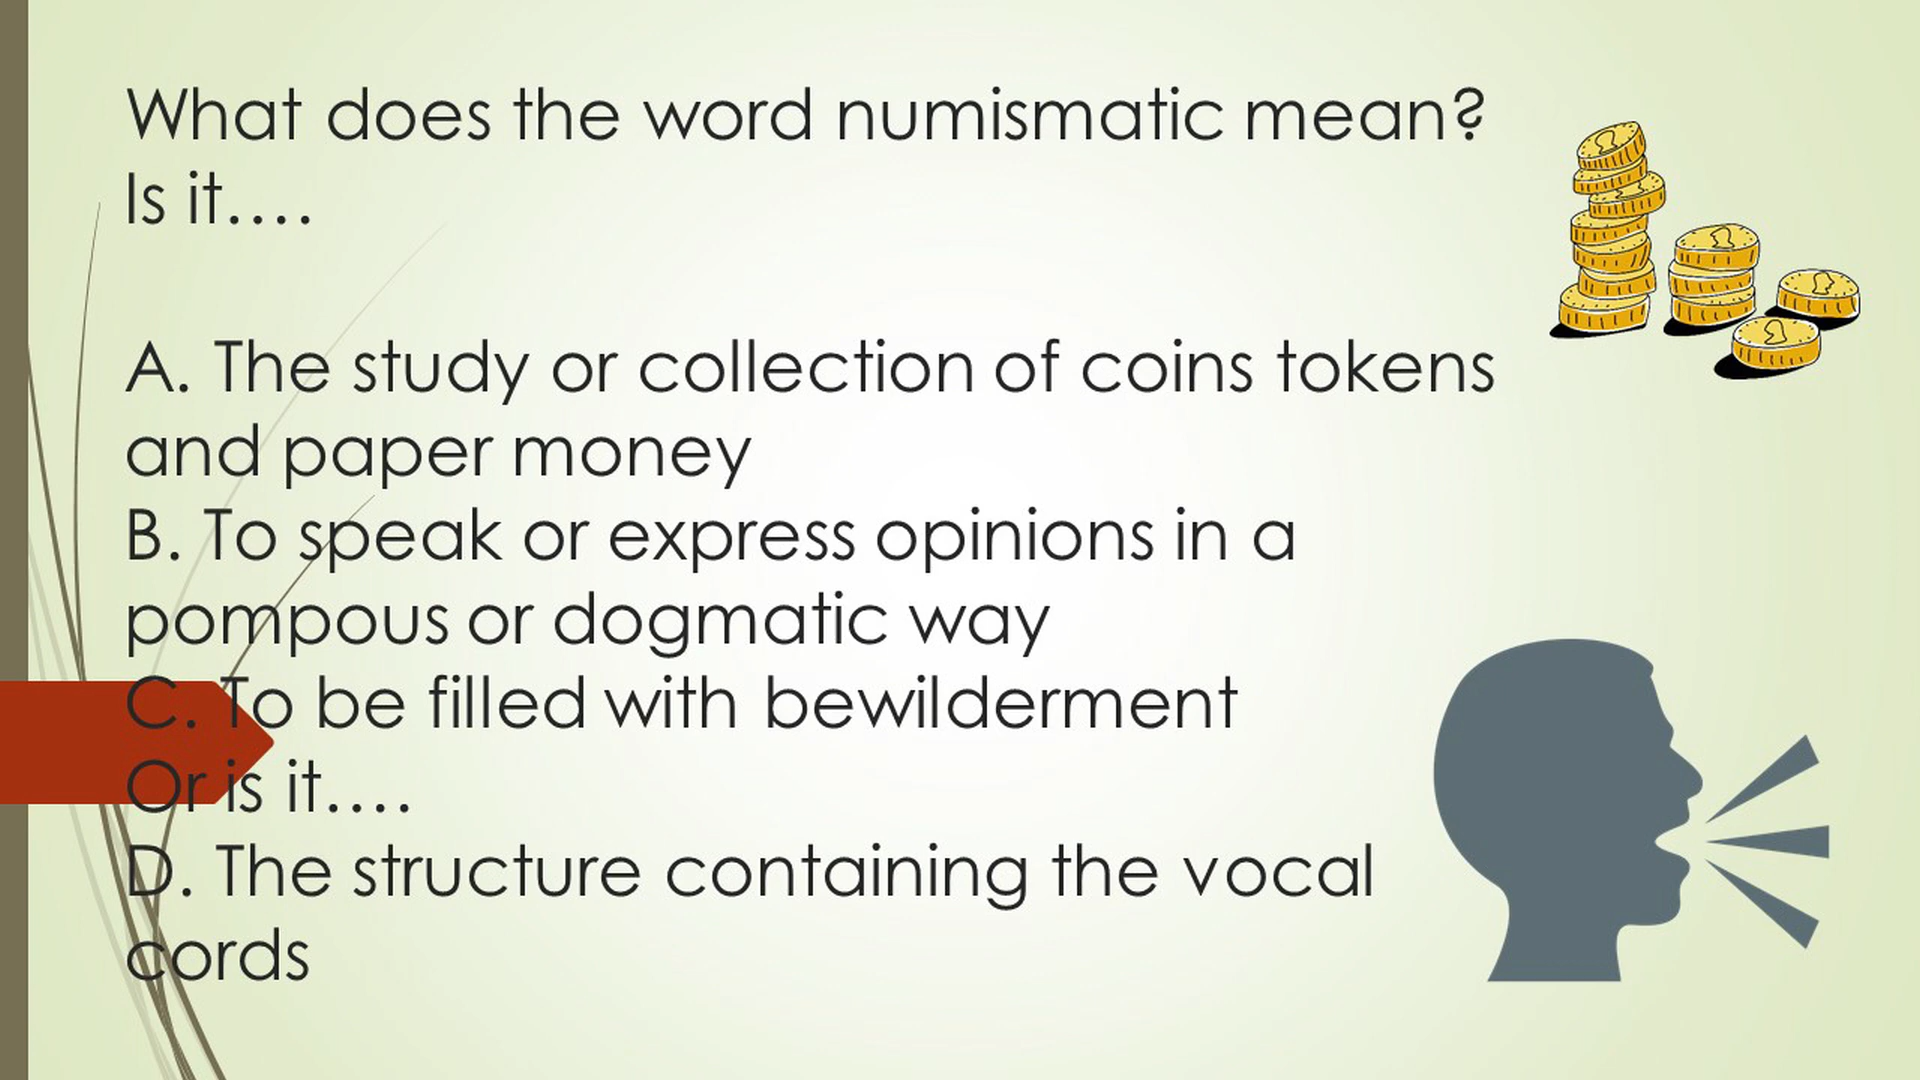 What does the word numismatic mean?
Is it....
A. The study or collection of coins tokens
and paper money
B. To speak or express opinions in a
pompous or dogmatic way
C. To be filled with bewilderment
Or is it....
D. The structure containing the vocal
cords